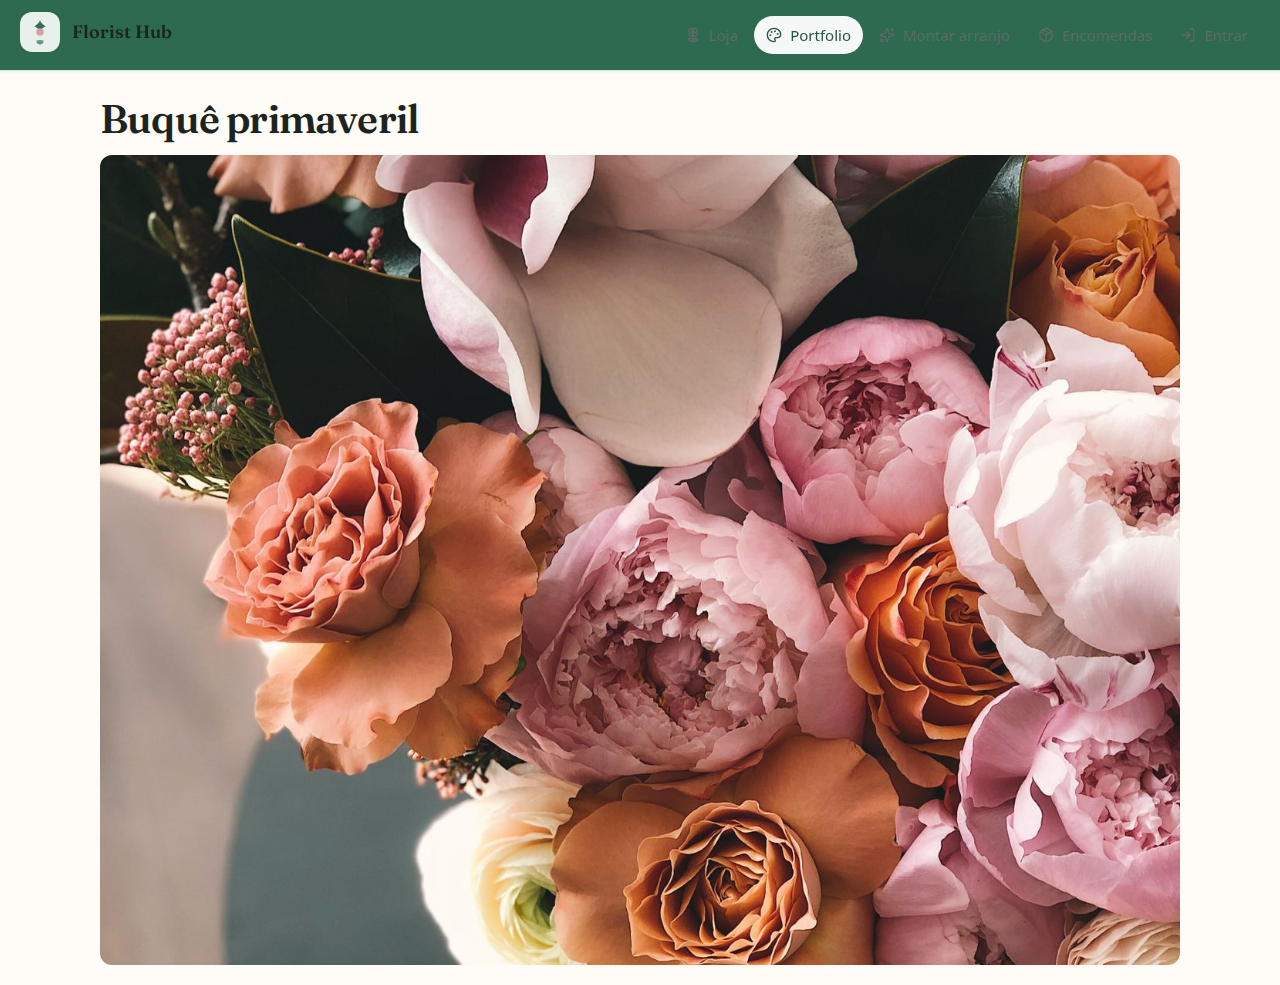 Florist Hub
Loja
Portfolio
Montar arranjo
Encomendas
Entrar
Buquê primaveril